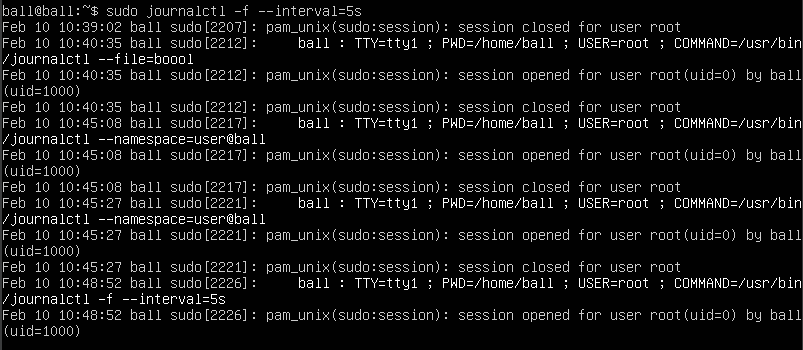 ball@ball:~$ sudo journalctl -f --interval=5s
Feb 10 10:39:02 ball sudo[2207]: pam_unix(sudo:session): session closed for user root
Feb 10 10:40:35 ball sudo[2212]:     ball : TTY=tty1 ; PWD=/home/ball ; USER=root ; COMMAND=/usr/bin
/journalctl --file=boool
Feb 10 10:40:35 ball sudo[2212]: pam_unix(sudo:session): session opened for user root(uid=0) by ball
(uid=1000)
Feb 10 10:40:35 ball sudo[2212]: pam_unix(sudo:session): session closed for user root
Feb 10 10:45:08 ball sudo[2217]:     ball : TTY=tty1 ; PWD=/home/ball ; USER=root ; COMMAND=/usr/bin
/journalctl --namespace=user@ball
Feb 10 10:45:08 ball sudo[2217]: pam_unix(sudo:session): session opened for user root(uid=0) by ball
(uid=1000)
Feb 10 10:45:08 ball sudo[2217]: pam_unix(sudo:session): session closed for user root
Feb 10 10:45:27 ball sudo[2221]:     ball : TTY=tty1 ; PWD=/home/ball ; USER=root ; COMMAND=/usr/bin
/journalctl --namespace=user@ball
Feb 10 10:45:27 ball sudo[2221]: pam_unix(sudo:session): session opened for user root(uid=0) by ball
(uid=1000)
Feb 10 10:45:27 ball sudo[2221]: pam_unix(sudo:session): session closed for user root
Feb 10 10:48:52 ball sudo[2226]:     ball : TTY=tty1 ; PWD=/home/ball ; USER=root ; COMMAND=/usr/bin
/journalctl -f --interval=5s
Feb 10 10:48:52 ball sudo[2226]: pam_unix(sudo:session): session opened for user root(uid=0) by ball
(uid=1000)